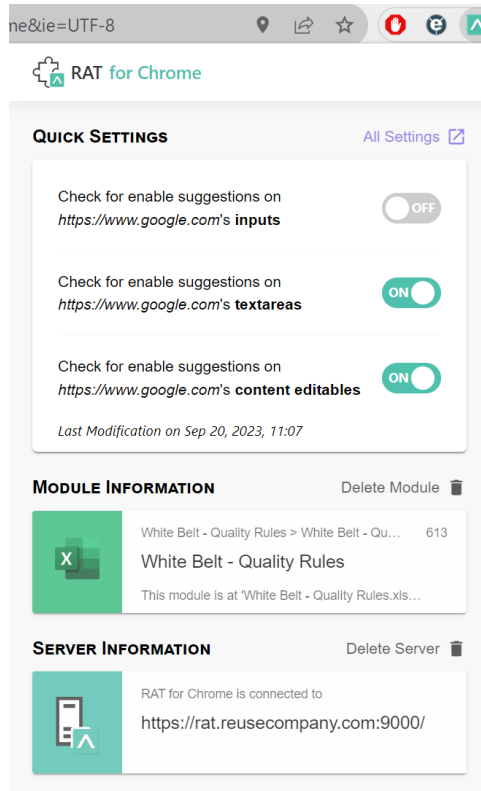 me&ie=UTF-8
RAT for Chrome
QUICK SETTINGS
All Settings
Check for enable suggestions on
https://www.google.com's inputs
OFF
Check for enable suggestions on
https://www.google.com's textareas
ON
Check for enable suggestions on
https://www.google.com's content editables
ON
Last Modification on Sep 20, 2023, 11:07
MODULE INFORMATION
Delete Module
X
White Belt - Quality Rules > White Belt - Qu...
613
White Belt - Quality Rules
This module is at 'White Belt - Quality Rules.xls...
SERVER INFORMATION
Delete Server
RAT for Chrome is connected to
https://rat.reusecompany.com:9000/